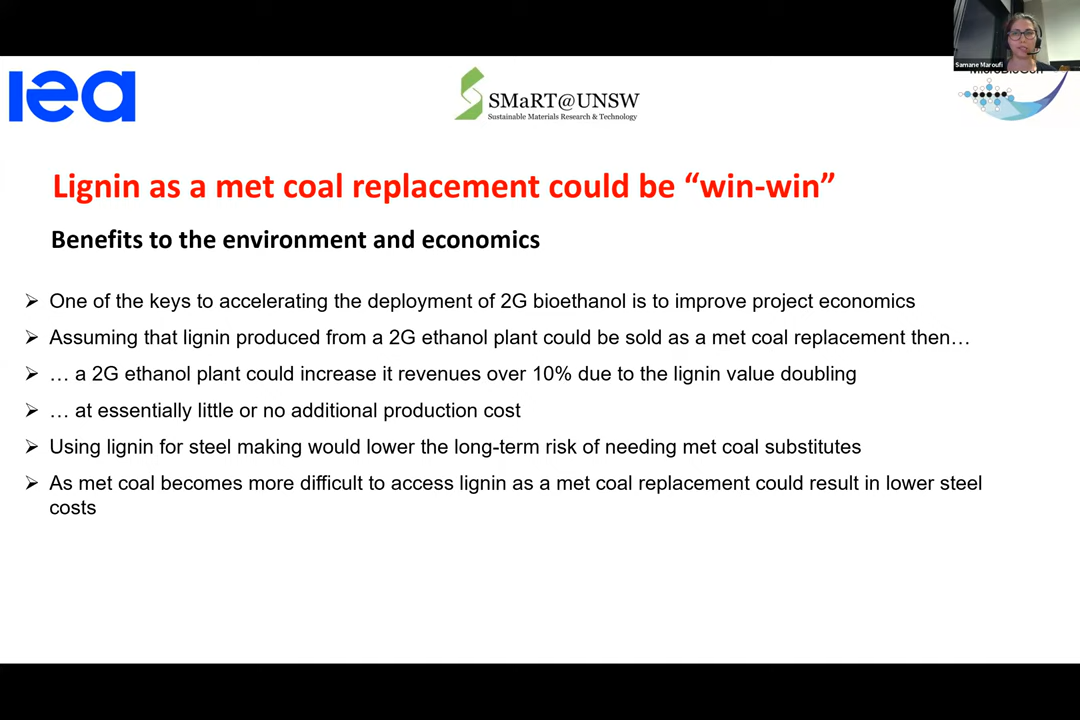 Samane Maroufi
iea
SMaRT@UNSW
Sustainable Materials Research & Technology
MicroBioGen
Lignin as a met coal replacement could be “win-win”
Benefits to the environment and economics
➢ One of the keys to accelerating the deployment of 2G bioethanol is to improve project economics
➢ Assuming that lignin produced from a 2G ethanol plant could be sold as a met coal replacement then…
➢ … a 2G ethanol plant could increase it revenues over 10% due to the lignin value doubling
➢ … at essentially little or no additional production cost
➢ Using lignin for steel making would lower the long-term risk of needing met coal substitutes
➢ As met coal becomes more difficult to access lignin as a met coal replacement could result in lower steel
costs